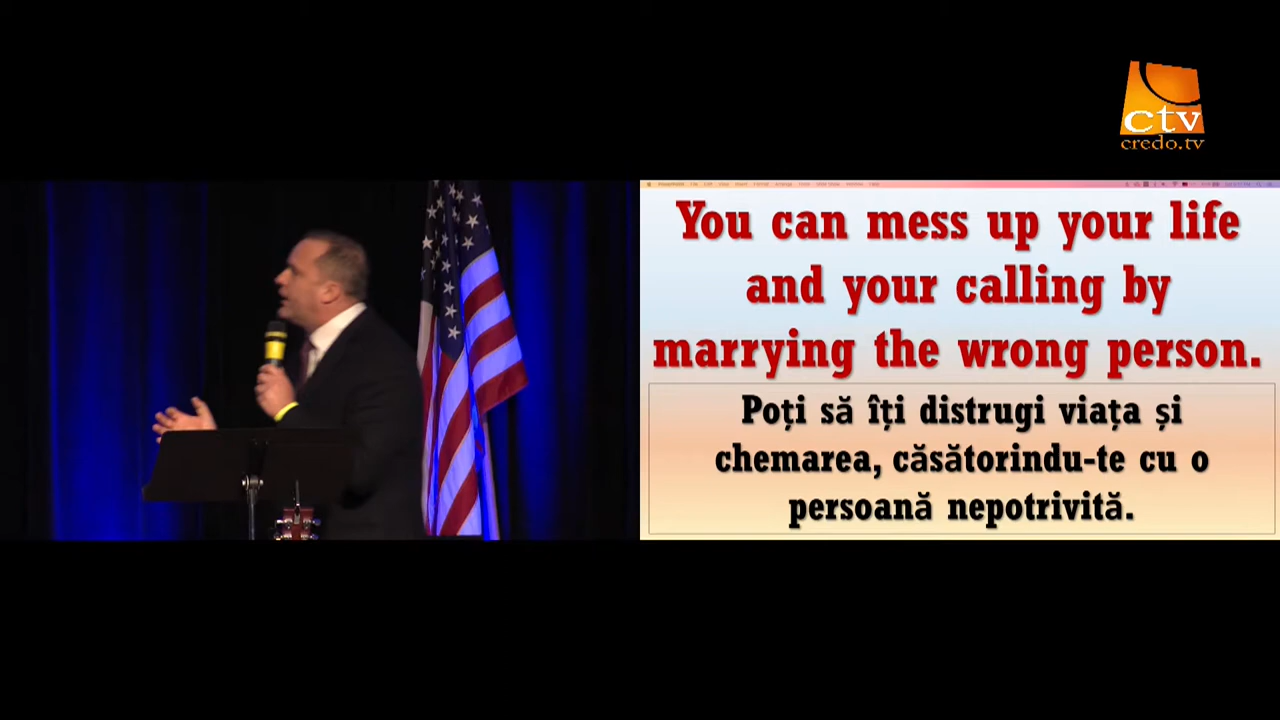 ctv
credo.tv
You can mess up your life
and your calling by
marrying the wrong person.
Poți să îți distrugi viața și
chemarea, căsătorindu-te cu o
persoană nepotrivită.